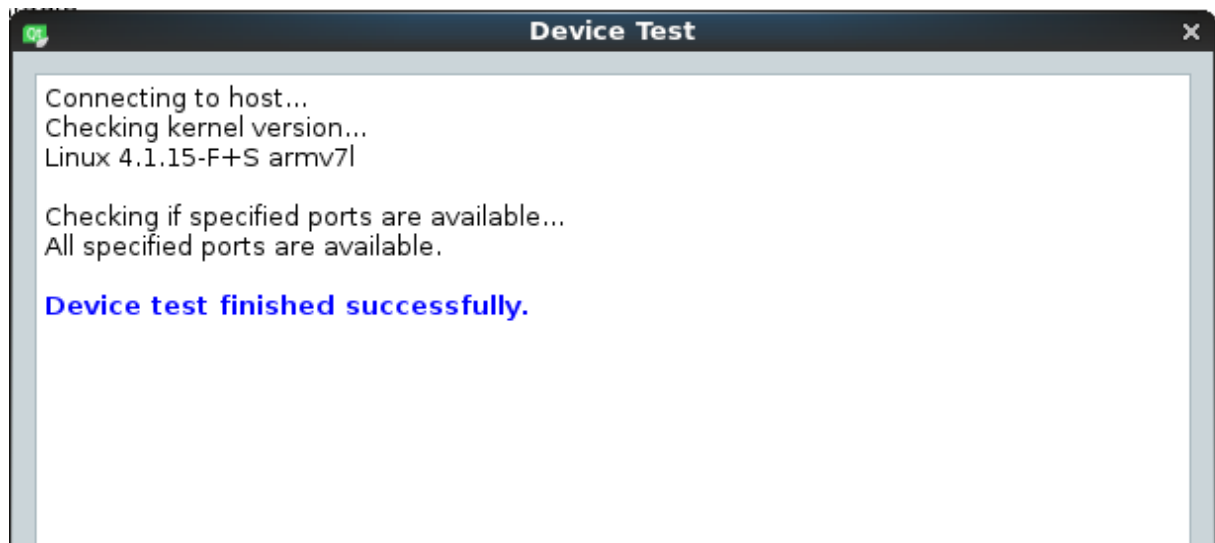 Device Test
Connecting to host...
Checking kernel version...
Linux 4.1.15-F+S armv7l
Checking if specified ports are available...
All specified ports are available.
Device test finished successfully.